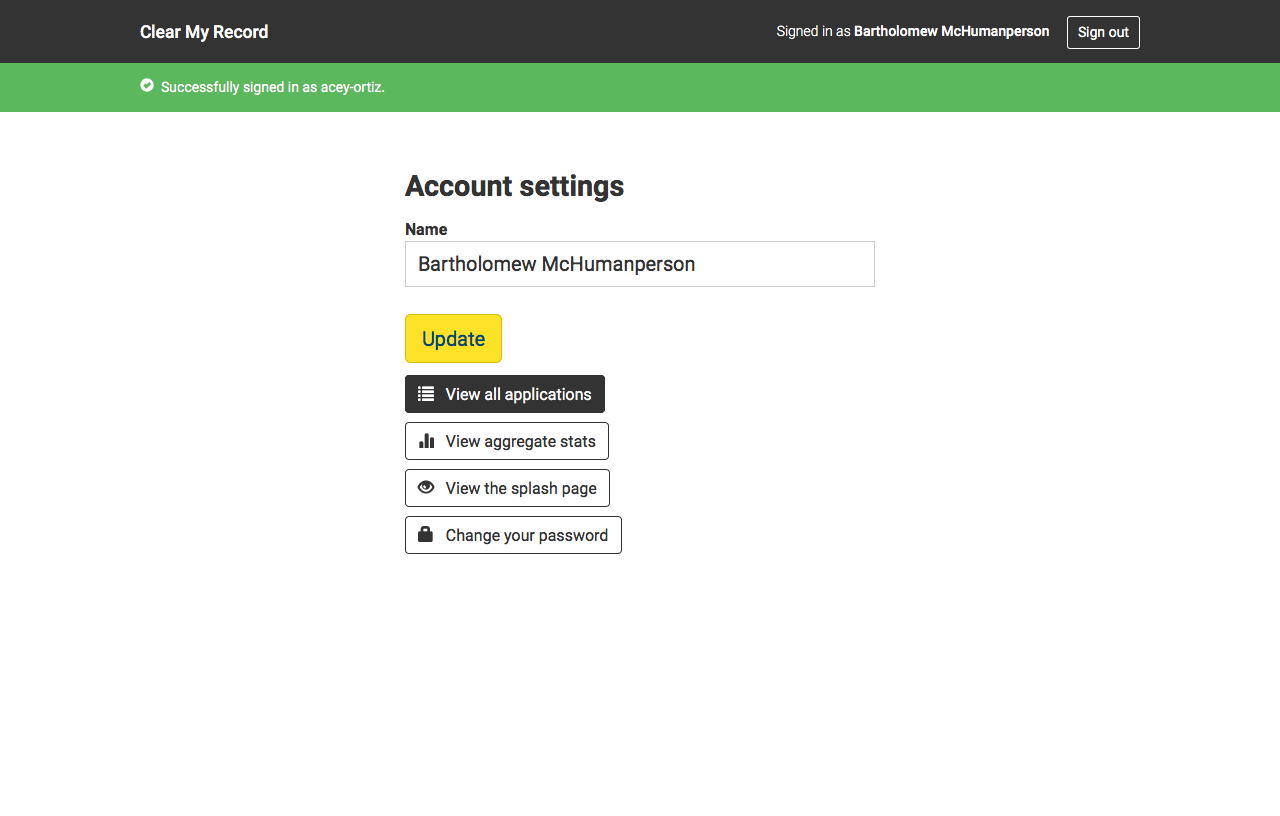 Clear My Record
Signed in as Bartholomew McHumanperson
Sign out
Successfully signed in as acey-ortiz.
Account settings
Name
Bartholomew McHumanperson
Update
View all applications
View aggregate stats
View the splash page
Change your password